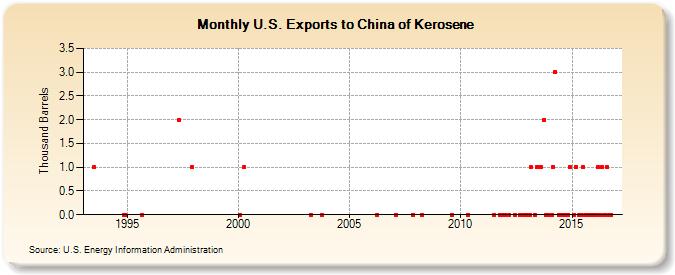 Monthly U.S. Exports to China of Kerosene
Thousand Barrels
3.5
3.0
2.5
2.0
1.5
1.0
0.5
0.0
1995 2000 2005 2010 2015
Source: U.S. Energy Information Administration